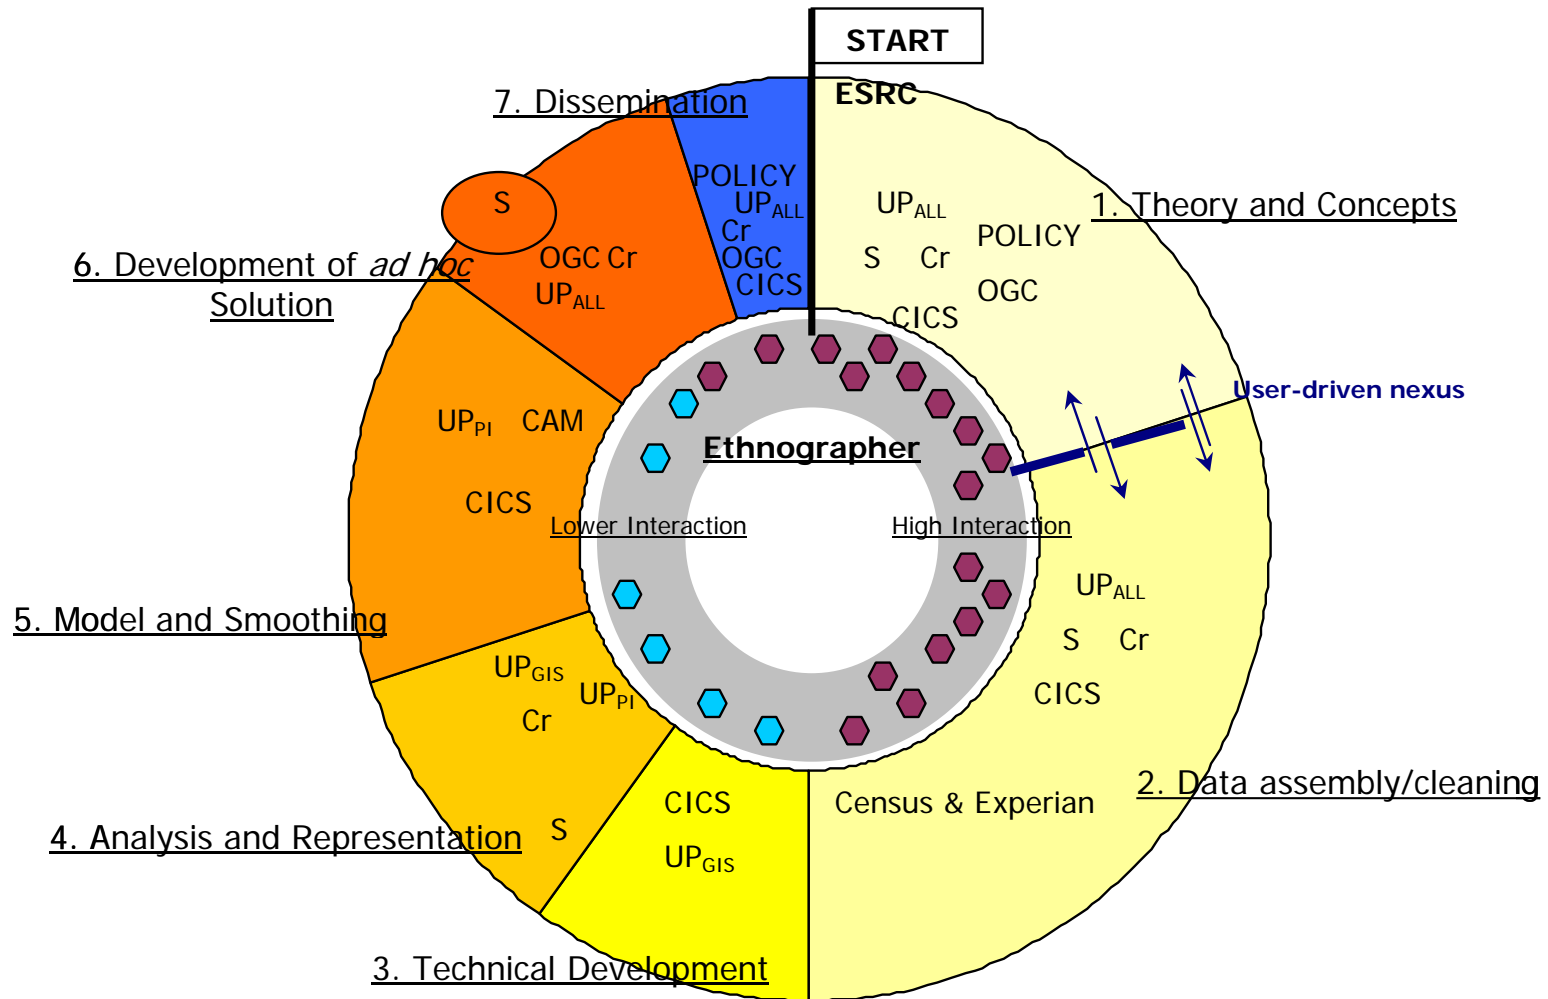 START
ESRC
7. Dissemination
POLICY
UPALL
Cr
OGC
CICS
UPALL
S Cr
POLICY
OGC
CICS
1. Theory and Concepts
S
OGC Cr
UPALL
6. Development of ad hoc
Solution
User-driven nexus
UPPI CAM
CICS
Ethnographer
Lower Interaction
High Interaction
UPALL
S Cr
CICS
Census & Experian
2. Data assembly/cleaning
5. Model and Smoothing
UPGIS
UPPI
Cr
S
4. Analysis and Representation
CICS
UPGIS
3. Technical Development